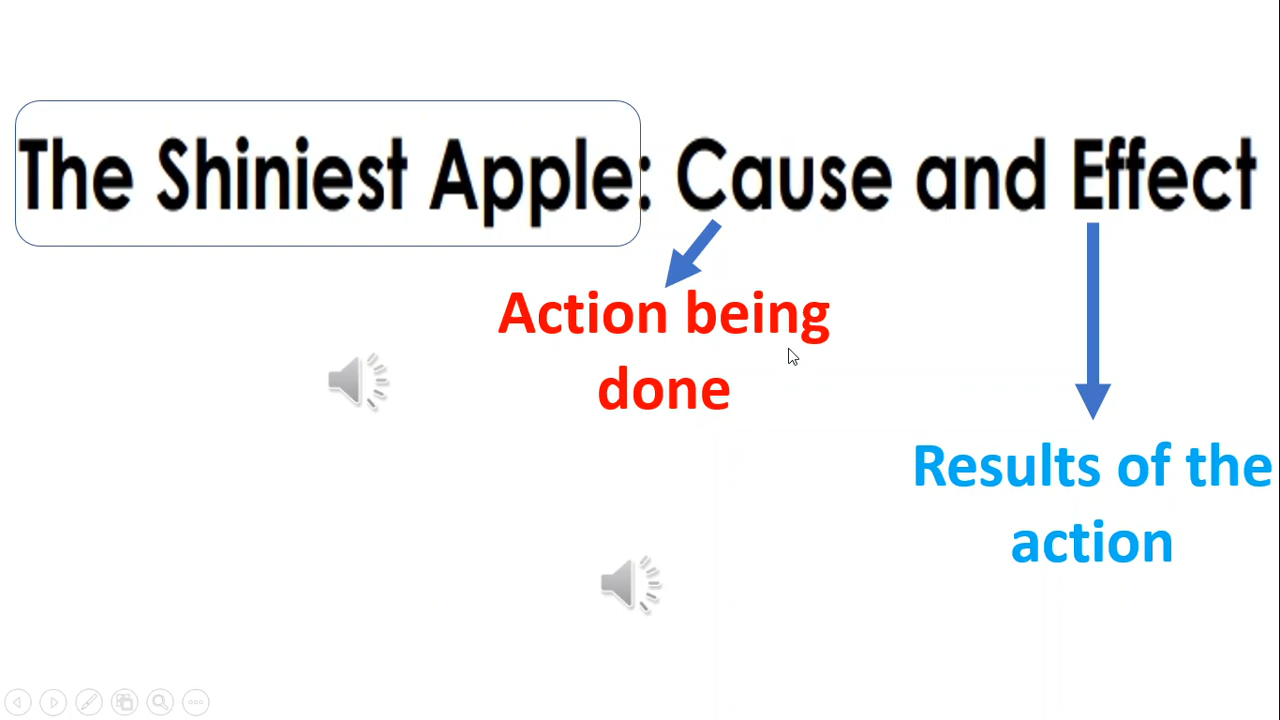 The Shiniest Apple: Cause and Effect
Action being
done
Results of the
action